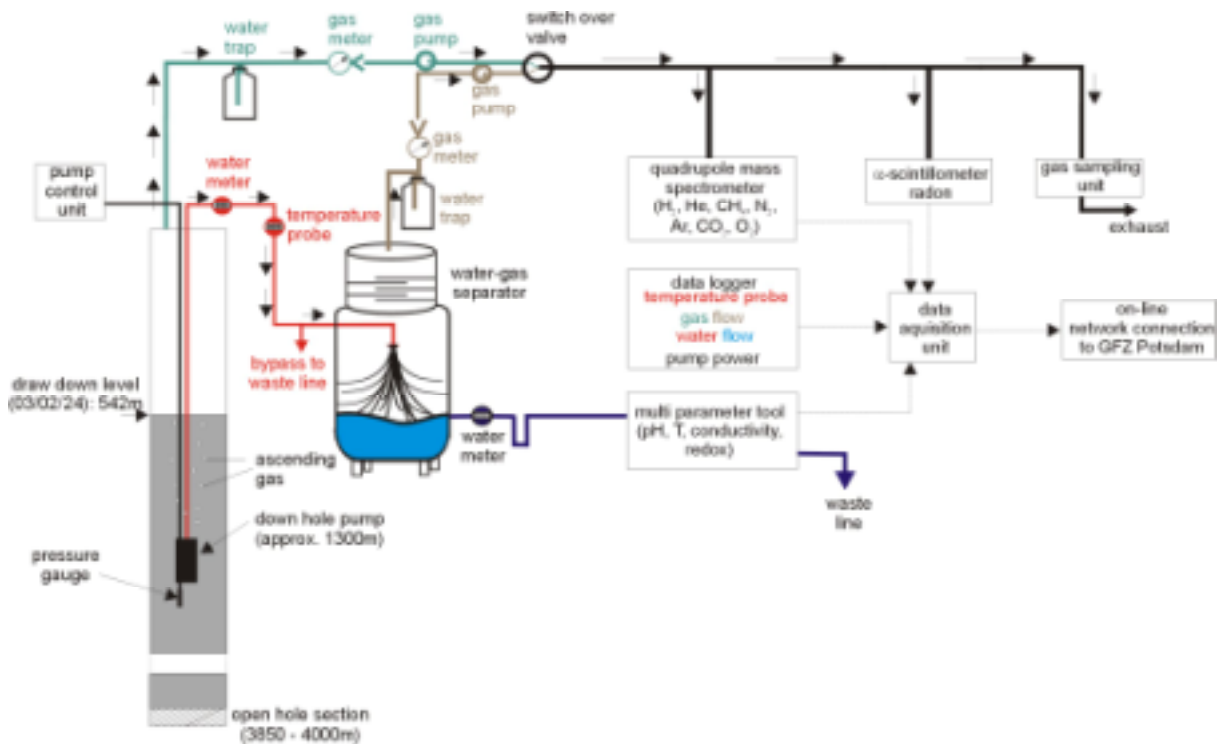 water
trap
gas
meter
gas
pump
switch over
valve
gas
pump
gas
meter
water
trap
pump
control
unit
water
meter
temperature
probe
water-gas
separator
bypass to
waste line
quadrupole mass
spectrometer
(H₂, He, CH₄, N₂,
Ar, CO₂, O₂)
α-scintillometer
radon
gas sampling
unit
exhaust
data logger
temperature probe
gas flow
water flow
pump power
data
aquisition
unit
on-line
network connection
to GFZ Potsdam
draw down level
(03/02/24): 542m
water
meter
multi parameter tool
(pH, T, conductivity,
redox)
waste
line
ascending
gas
down hole pump
(approx. 1300m)
pressure
gauge
open hole section
(3850 - 4000m)